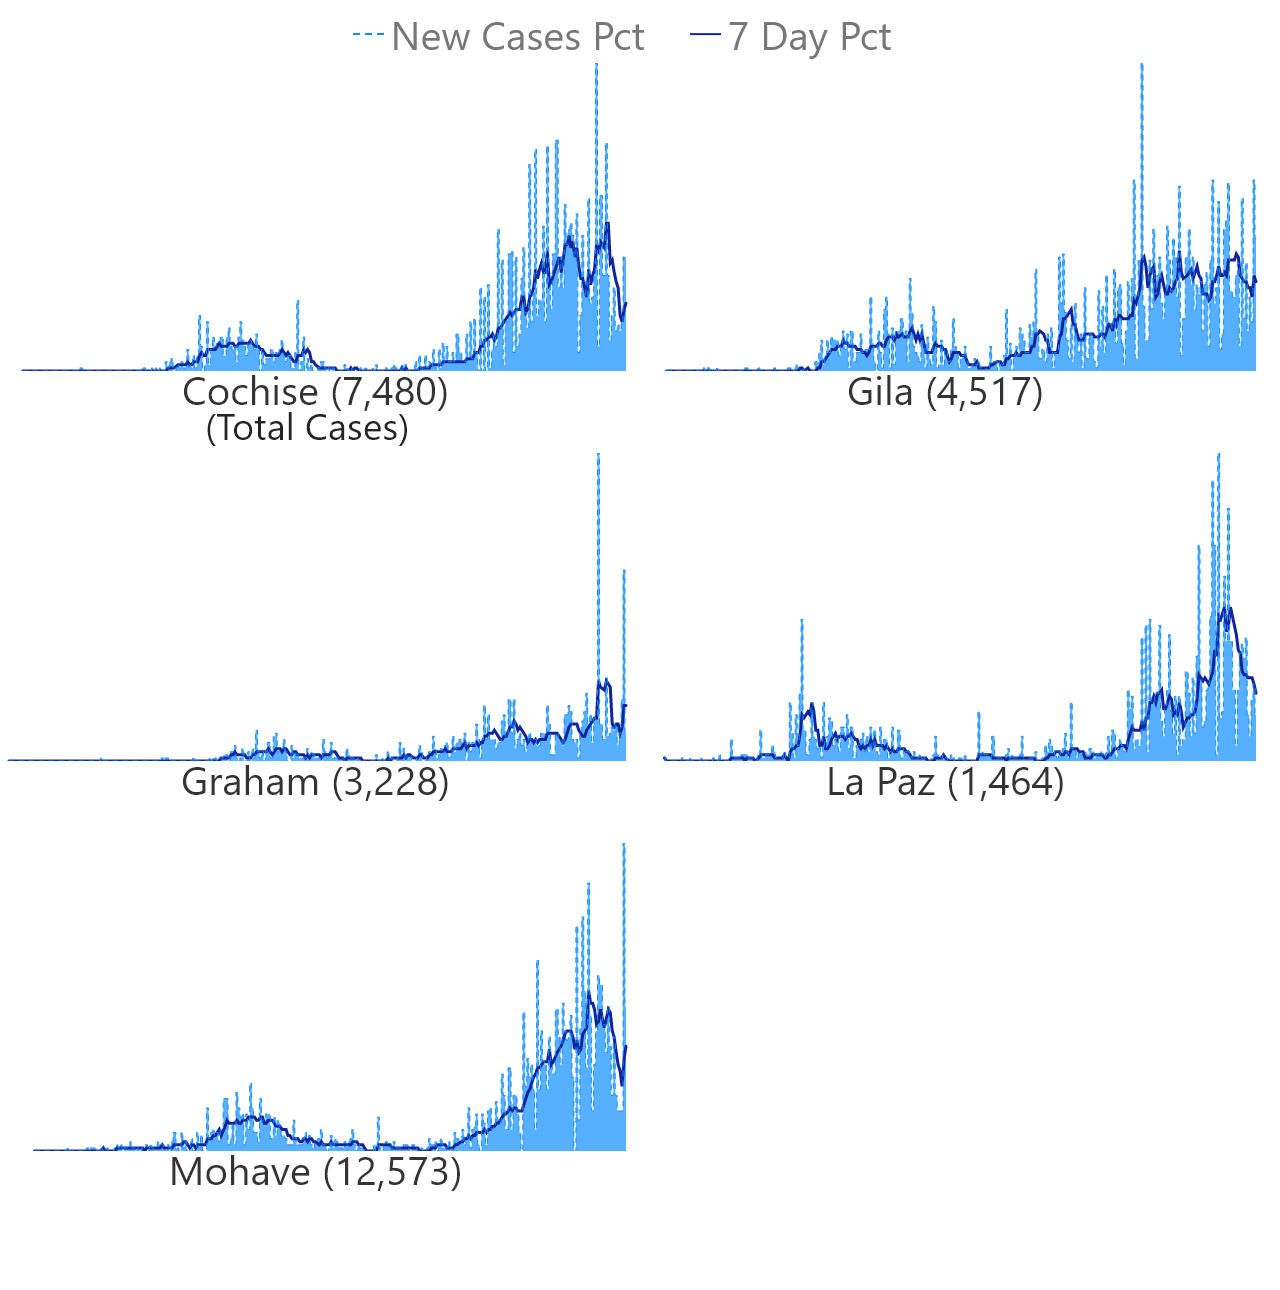 New Cases Pct 7 Day Pct
Cochise (7,480)
(Total Cases)
Gila (4,517)
Graham (3,228)
La Paz (1,464)
Mohave (12,573)